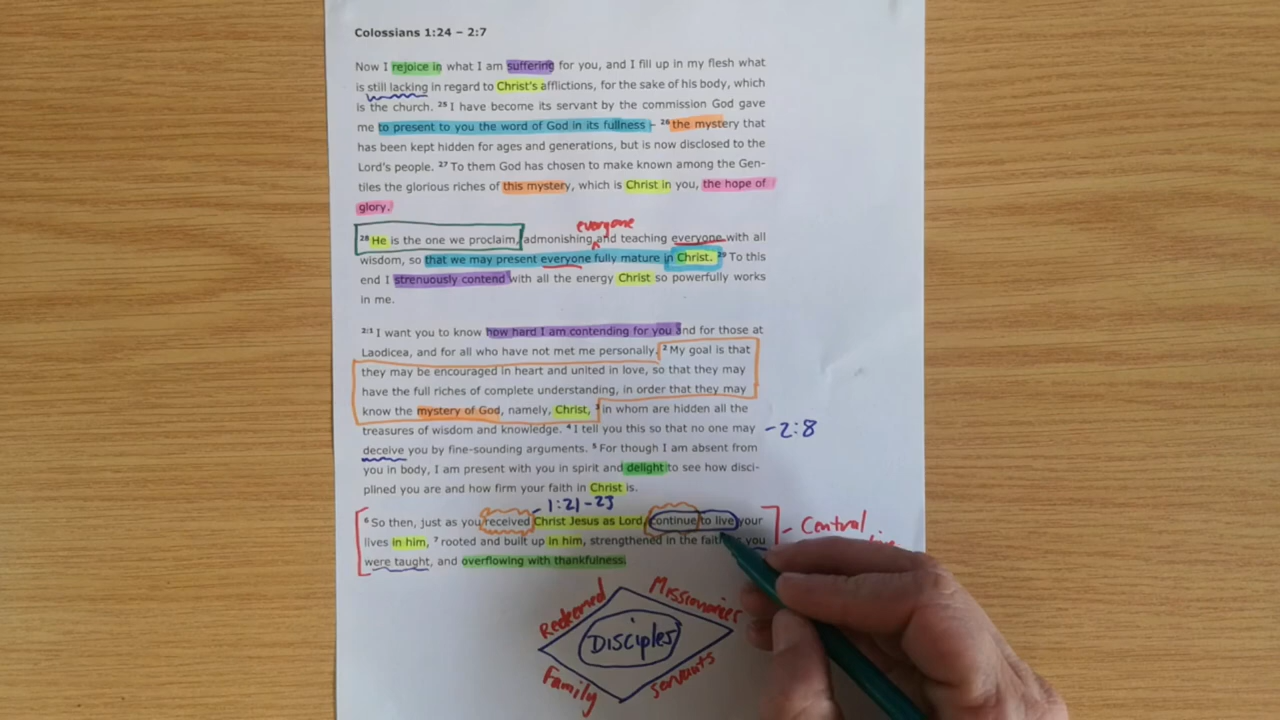 Colossians 1:24 – 2:7
Now I rejoice in what I am suffering for you, and I fill up in my flesh what
is still lacking in regard to Christ's afflictions, for the sake of his body, which
is the church. 25 I have become its servant by the commission God gave
me to present to you the word of God in its fullness – 26 the mystery that
has been kept hidden for ages and generations, but is now disclosed to the
Lord's people. 27 To them God has chosen to make known among the Gen-
tiles the glorious riches of this mystery, which is Christ in you, the hope of
glory.
everyone
28 He is the one we proclaim, admonishing and teaching everyone with all
wisdom, so that we may present everyone fully mature in Christ. 29 To this
end I strenuously contend with all the energy Christ so powerfully works
in me.
2:1 I want you to know how hard I am contending for you and for those at
Laodicea, and for all who have not met me personally. 2 My goal is that
they may be encouraged in heart and united in love, so that they may
have the full riches of complete understanding, in order that they may
know the mystery of God, namely, Christ, 3 in whom are hidden all the
treasures of wisdom and knowledge. 4 I tell you this so that no one may - 2:8
deceive you by fine-sounding arguments. 5 For though I am absent from
you in body, I am present with you in spirit and delight to see how disci-
plined you are and how firm your faith in Christ is.
- 1:21-23
6 So then, just as you received Christ Jesus as Lord, continue to live your - Central
lives in him, 7 rooted and built up in him, strengthened in the faith as you
were taught, and overflowing with thankfulness.
Redeemed Missionaries
Disciples
Family servants